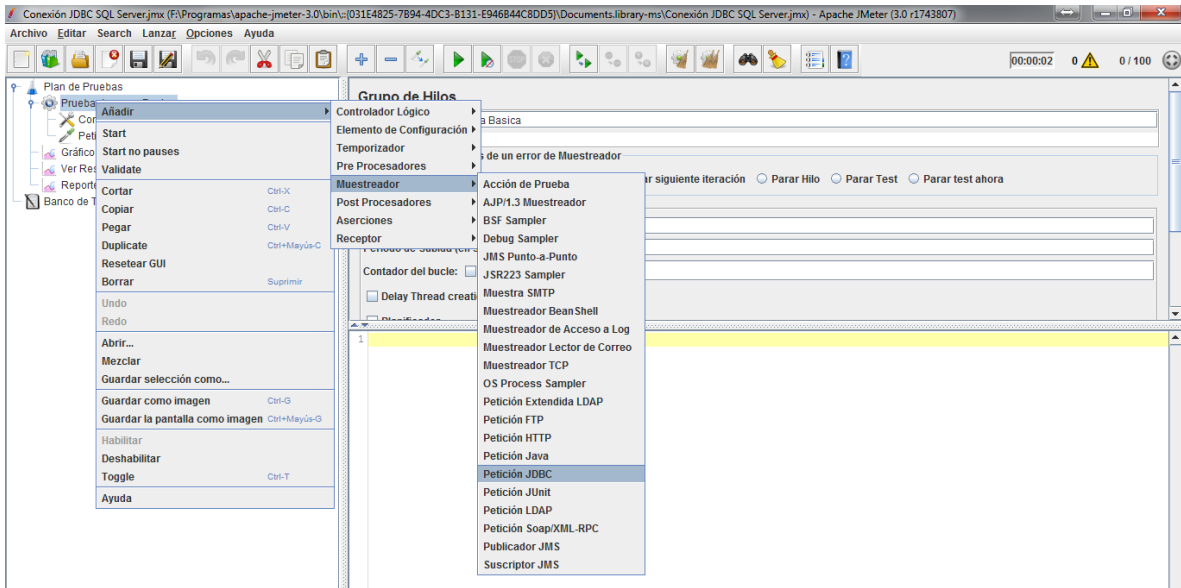 Conexión JDBC SQL Server.jmx (F:\Programas\apache-jmeter-3.0\bin\::{031E4825-7B94-4DC3-B131-E946B44C8DD5}\Documents.library-ms\Conexión JDBC SQL Server.jmx) - Apache JMeter (3.0 r1743807)
Archivo Editar Search Lanzar Opciones Ayuda
00:00:02 0 0 / 100
Plan de Pruebas
Prueba
Gráfico
Ver Res
Reporte
Banco de T
Añadir
Start
Start no pauses
Validate
Cortar Ctrl-X
Copiar Ctrl-C
Pegar Ctrl-V
Duplicate Ctrl+Mayús-C
Resetear GUI
Borrar Suprimir
Undo
Redo
Abrir...
Mezclar
Guardar selección como...
Guardar como imagen Ctrl-G
Guardar la pantalla como imagen Ctrl+Mayús-G
Habilitar
Deshabilitar
Toggle Ctrl-T
Ayuda
Controlador Lógico
Elemento de Configuración
Temporizador
Pre Procesadores
Muestreador
Post Procesadores
Aserciones
Receptor
Acción de Prueba
AJP/1.3 Muestreador
BSF Sampler
Debug Sampler
JMS Punto-a-Punto
JSR223 Sampler
Muestra SMTP
Muestreador BeanShell
Muestreador de Acceso a Log
Muestreador Lector de Correo
Muestreador TCP
OS Process Sampler
Petición Extendida LDAP
Petición FTP
Petición HTTP
Petición Java
Petición JDBC
Petición JUnit
Petición LDAP
Petición Soap/XML-RPC
Publicador JMS
Suscriptor JMS
Grupo de Hilos
a Basica
s de un error de Muestreador
ar siguiente iteración Parar Hilo Parar Test Parar test ahora
Contador del bucle:
Delay Thread creati
1